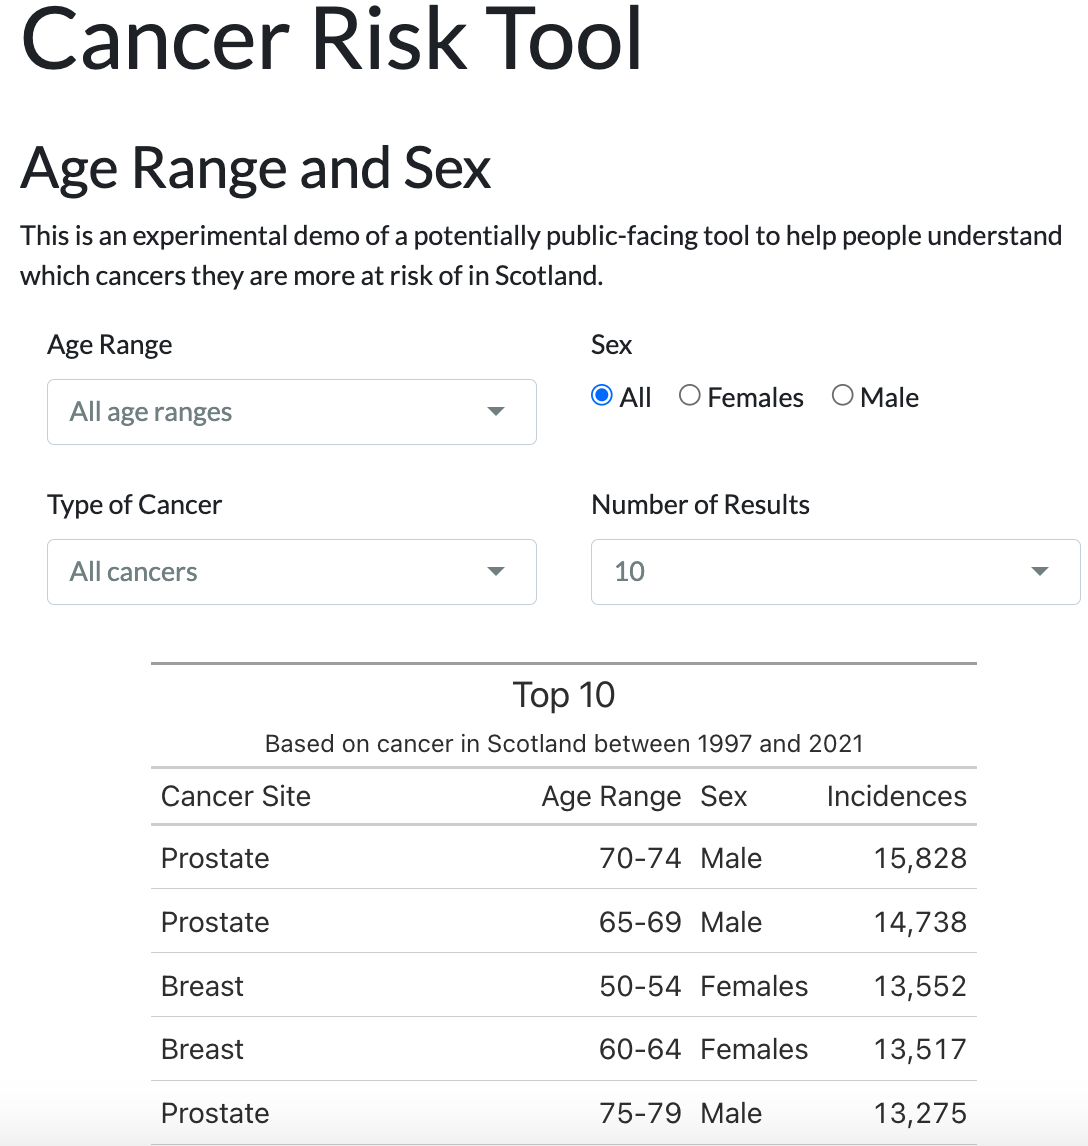 Cancer Risk Tool
Age Range and Sex
This is an experimental demo of a potentially public-facing tool to help people understand
which cancers they are more at risk of in Scotland.
Age Range
Sex
All age ranges
All Females Male
Type of Cancer
Number of Results
All cancers
10
Top 10
Based on cancer in Scotland between 1997 and 2021
Cancer Site Age Range Sex Incidences
Prostate 70-74 Male 15,828
Prostate 65-69 Male 14,738
Breast 50-54 Females 13,552
Breast 60-64 Females 13,517
Prostate 75-79 Male 13,275